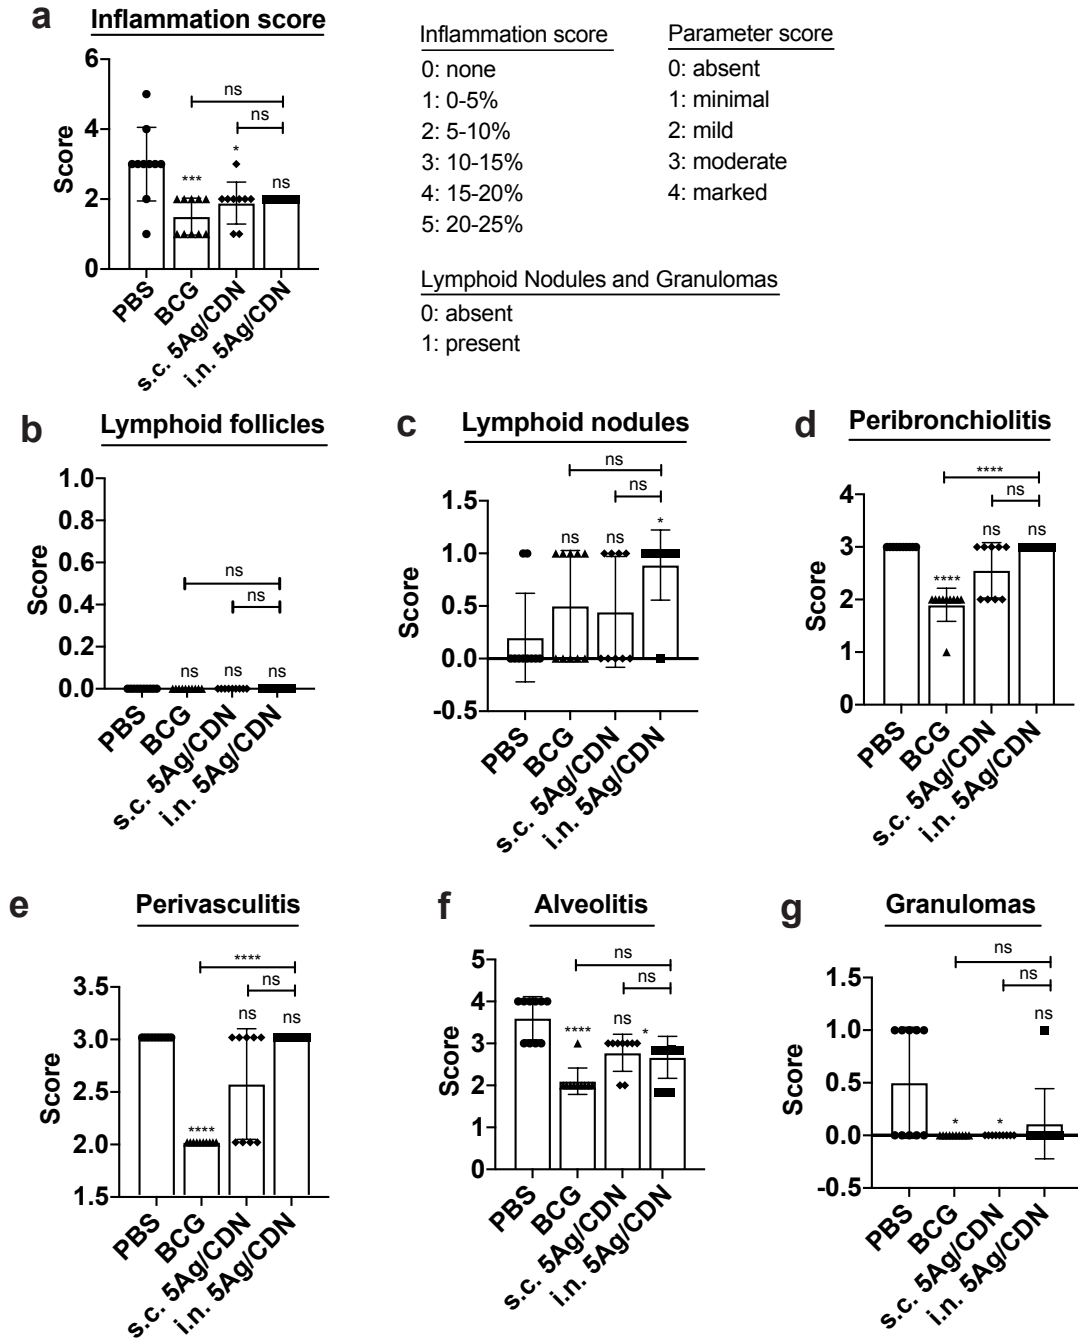 a Inflammation score
6
4
2
0
Score
ns
ns
***
*
ns
PBS
BCG
s.c. 5Ag/CDN
i.n. 5Ag/CDN
Inflammation score
0: none
1: 0-5%
2: 5-10%
3: 10-15%
4: 15-20%
5: 20-25%
Parameter score
0: absent
1: minimal
2: mild
3: moderate
4: marked
Lymphoid Nodules and Granulomas
0: absent
1: present
b Lymphoid follicles
1.0
0.8
0.6
0.4
0.2
0.0
Score
ns
ns
ns
ns
ns
PBS
BCG
s.c. 5Ag/CDN
i.n. 5Ag/CDN
c Lymphoid nodules
1.5
1.0
0.5
0.0
-0.5
Score
ns
ns
ns
ns
*
PBS
BCG
s.c. 5Ag/CDN
i.n. 5Ag/CDN
d Peribronchiolitis
4
3
2
1
0
Score
****
ns
****
ns
ns
PBS
BCG
s.c. 5Ag/CDN
i.n. 5Ag/CDN
e Perivasculitis
3.5
3.0
2.5
2.0
1.5
Score
****
ns
****
ns
ns
PBS
BCG
s.c. 5Ag/CDN
i.n. 5Ag/CDN
f Alveolitis
5
4
3
2
1
0
Score
ns
ns
****
ns
*
PBS
BCG
s.c. 5Ag/CDN
i.n. 5Ag/CDN
g Granulomas
1.5
1.0
0.5
0.0
-0.5
Score
ns
ns
*
*
ns
PBS
BCG
s.c. 5Ag/CDN
i.n. 5Ag/CDN